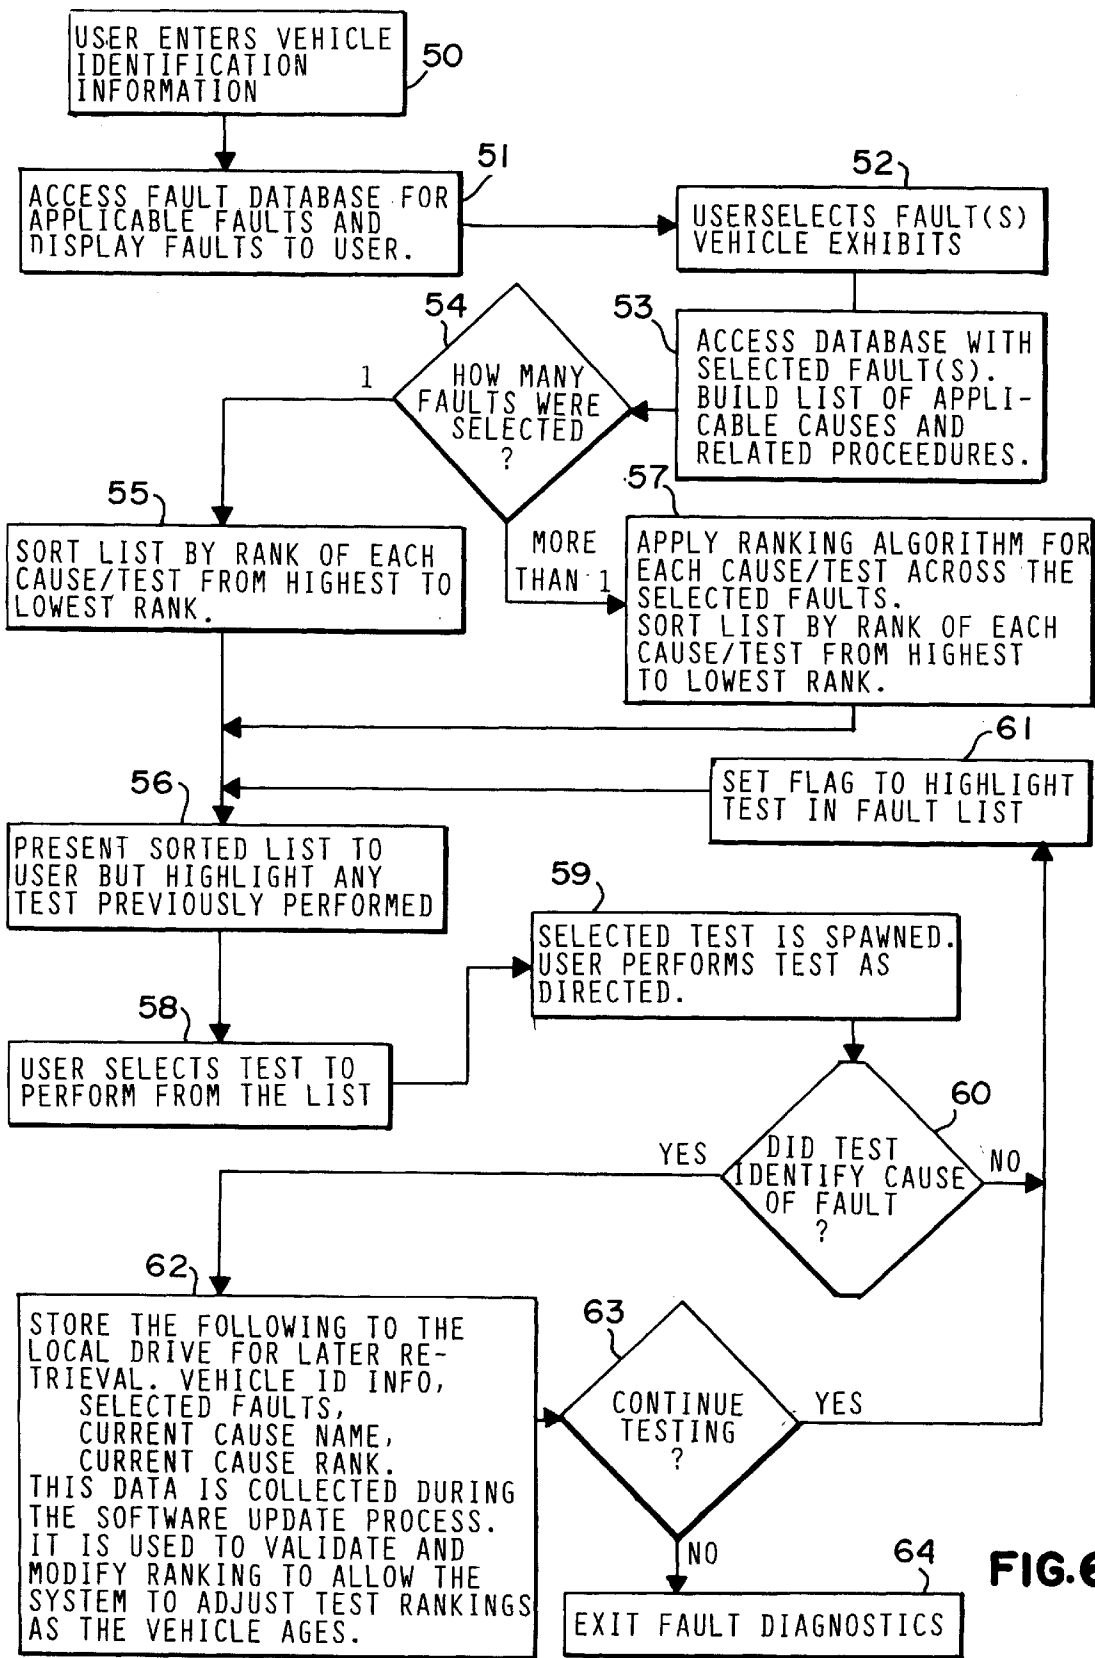 USER ENTERS VEHICLE
IDENTIFICATION
INFORMATION
50
51
ACCESS FAULT DATABASE FOR
APPLICABLE FAULTS AND
DISPLAY FAULTS TO USER.
52
USERSELECTS FAULT(S)
VEHICLE EXHIBITS
53
ACCESS DATABASE WITH
SELECTED FAULT(S).
BUILD LIST OF APPLI-
CABLE CAUSES AND
RELATED PROCEEDURES.
54
HOW MANY
FAULTS WERE
SELECTED
?
1
MORE
THAN 1
55
SORT LIST BY RANK OF EACH
CAUSE/TEST FROM HIGHEST TO
LOWEST RANK.
57
APPLY RANKING ALGORITHM FOR
EACH CAUSE/TEST ACROSS THE
SELECTED FAULTS.
SORT LIST BY RANK OF EACH
CAUSE/TEST FROM HIGHEST
TO LOWEST RANK.
61
SET FLAG TO HIGHLIGHT
TEST IN FAULT LIST
56
PRESENT SORTED LIST TO
USER BUT HIGHLIGHT ANY
TEST PREVIOUSLY PERFORMED
58
USER SELECTS TEST TO
PERFORM FROM THE LIST
59
SELECTED TEST IS SPAWNED.
USER PERFORMS TEST AS
DIRECTED.
60
DID TEST
IDENTIFY CAUSE
OF FAULT
?
YES
NO
62
STORE THE FOLLOWING TO THE
LOCAL DRIVE FOR LATER RE-
TRIEVAL. VEHICLE ID INFO,
SELECTED FAULTS,
CURRENT CAUSE NAME,
CURRENT CAUSE RANK.
THIS DATA IS COLLECTED DURING
THE SOFTWARE UPDATE PROCESS.
IT IS USED TO VALIDATE AND
MODIFY RANKING TO ALLOW THE
SYSTEM TO ADJUST TEST RANKINGS
AS THE VEHICLE AGES.
63
CONTINUE
TESTING
?
YES
NO
64
EXIT FAULT DIAGNOSTICS
FIG.6